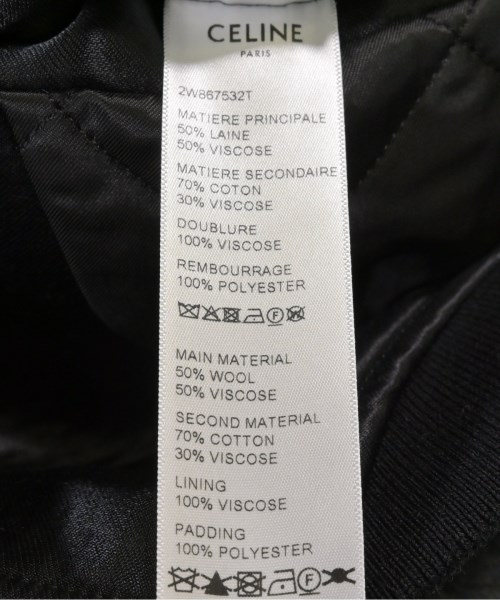 CELINE
PARIS
2W867532T
MATIERE PRINCIPALE
50% LAINE
50% VISCOSE
MATIERE SECONDAIRE
70% COTON
30% VISCOSE
DOUBLURE
100% VISCOSE
REMBOURRAGE
100% POLYESTER
F W
MAIN MATERIAL
50% WOOL
50% VISCOSE
SECOND MATERIAL
70% COTTON
30% VISCOSE
LINING
100% VISCOSE
PADDING
100% POLYESTER
F